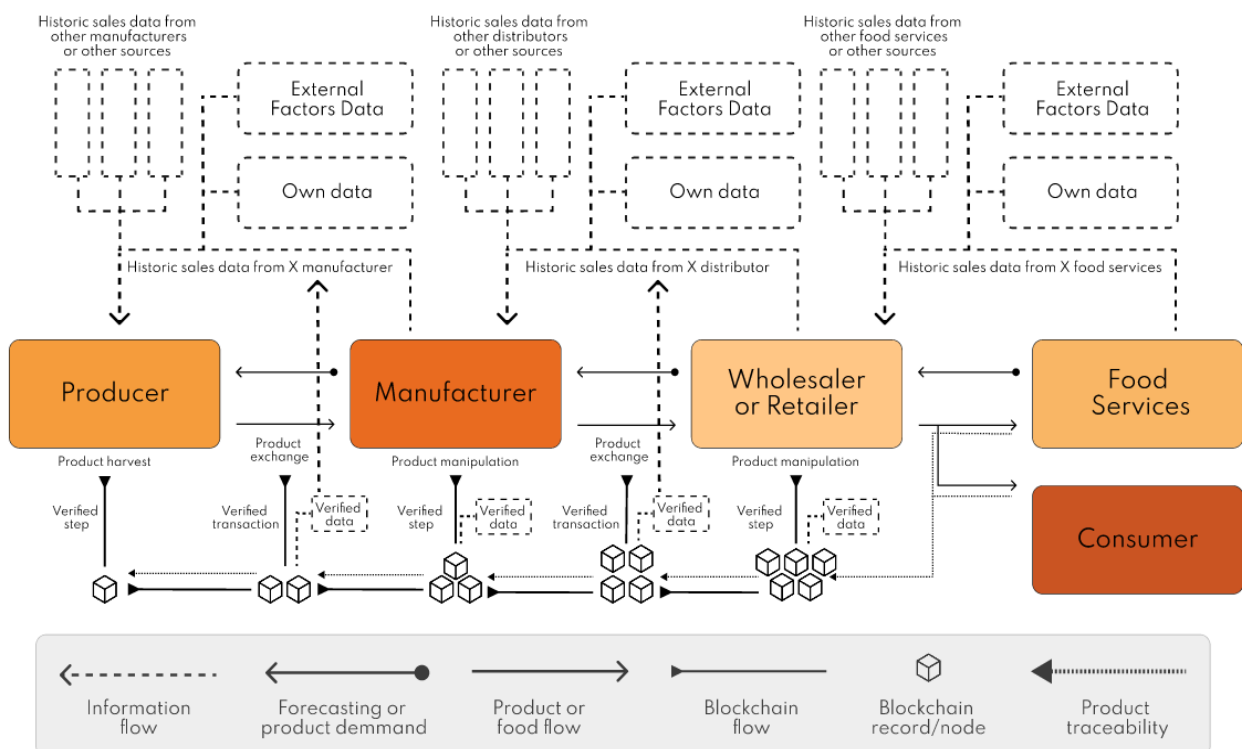 Historic sales data from
other manufacturers
or other sources
Historic sales data from
other distributors
or other sources
Historic sales data from
other food services
or other sources
External
Factors Data
External
Factors Data
External
Factors Data
Own data
Own data
Own data
Historic sales data from X manufacturer
Historic sales data from X distributor
Historic sales data from X food services
Producer
Manufacturer
Wholesaler
or Retailer
Food
Services
Product harvest
Product
exchange
Product manipulation
Product
exchange
Product manipulation
Verified
step
Verified
transaction
Verified
data
Verified
step
Verified
data
Verified
transaction
Verified
data
Verified
step
Verified
data
Consumer
Information
flow
Forecasting or
product demmand
Product or
food flow
Blockchain
flow
Blockchain
record/node
Product
traceability